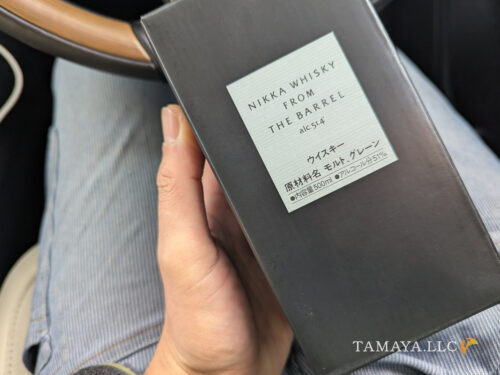 NIKKA WHISKY
FROM
THE BARREL
alc 51.4°
ウイスキー
原材料名 モルト、グレーン
●内容量500ml ●アルコール分51%
TAMAYA.LLC